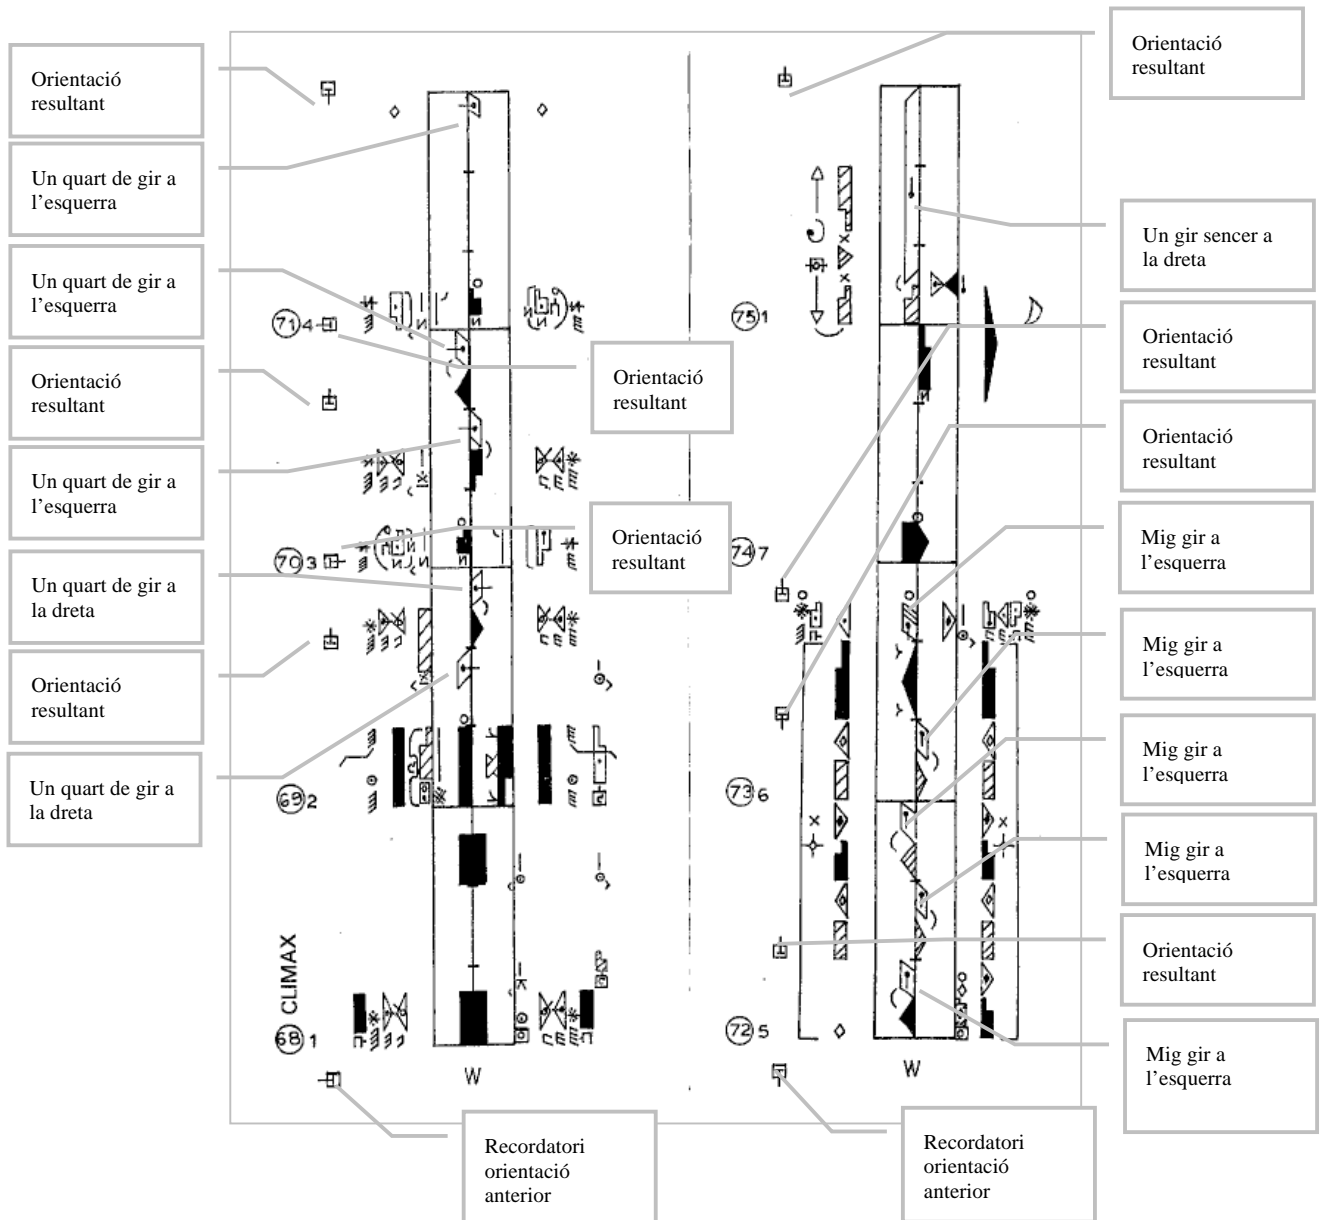 Orientació
resultant
Un quart de gir a
l’esquerra
Un quart de gir a
l’esquerra
Orientació
resultant
Un quart de gir a
l’esquerra
Un quart de gir a
la dreta
Orientació
resultant
Un quart de gir a
la dreta
71 4
70 3
69 2
68 1
CLIMAX
W
Orientació
resultant
Orientació
resultant
Recordatori
orientació
anterior
75 1
74 7
73 6
72 5
W
Recordatori
orientació
anterior
Orientació
resultant
Un gir sencer a
la dreta
Orientació
resultant
Orientació
resultant
Mig gir a
l’esquerra
Mig gir a
l’esquerra
Mig gir a
l’esquerra
Mig gir a
l’esquerra
Orientació
resultant
Mig gir a
l’esquerra